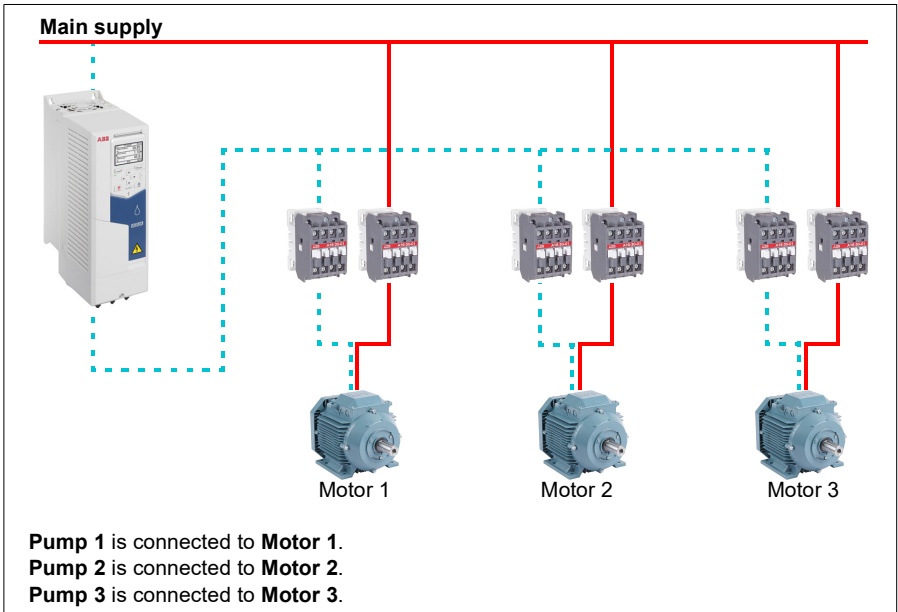 Main supply
ABB
Motor 1
Motor 2
Motor 3
Pump 1 is connected to Motor 1.
Pump 2 is connected to Motor 2.
Pump 3 is connected to Motor 3.